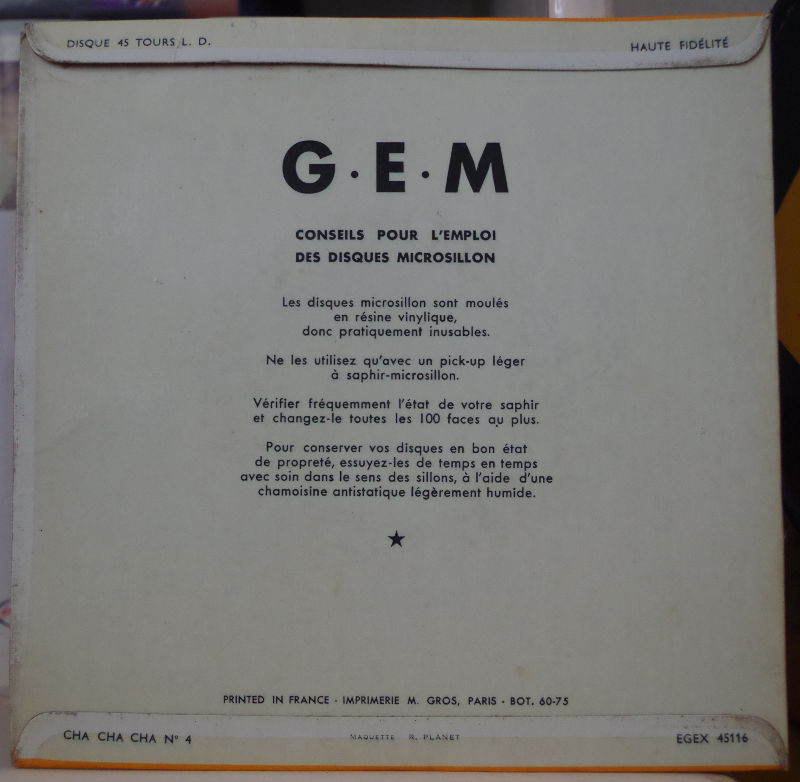 DISQUE 45 TOURS L. D.
HAUTE FIDÉLITÉ
G·E·M
CONSEILS POUR L'EMPLOI
DES DISQUES MICROSILLON
Les disques microsillon sont moulés
en résine vinylique,
donc pratiquement inusables.
Ne les utilisez qu'avec un pick-up léger
à saphir-microsillon.
Vérifier fréquemment l'état de votre saphir
et changez-le toutes les 100 faces au plus.
Pour conserver vos disques en bon état
de propreté, essuyez-les de temps en temps
avec soin dans le sens des sillons, à l'aide d'une
chamoisine antistatique légèrement humide.
★
PRINTED IN FRANCE - IMPRIMERIE M. GROS, PARIS - BOT. 60-75
CHA CHA CHA N° 4
MAQUETTE R. PLANET
EGEX 45116